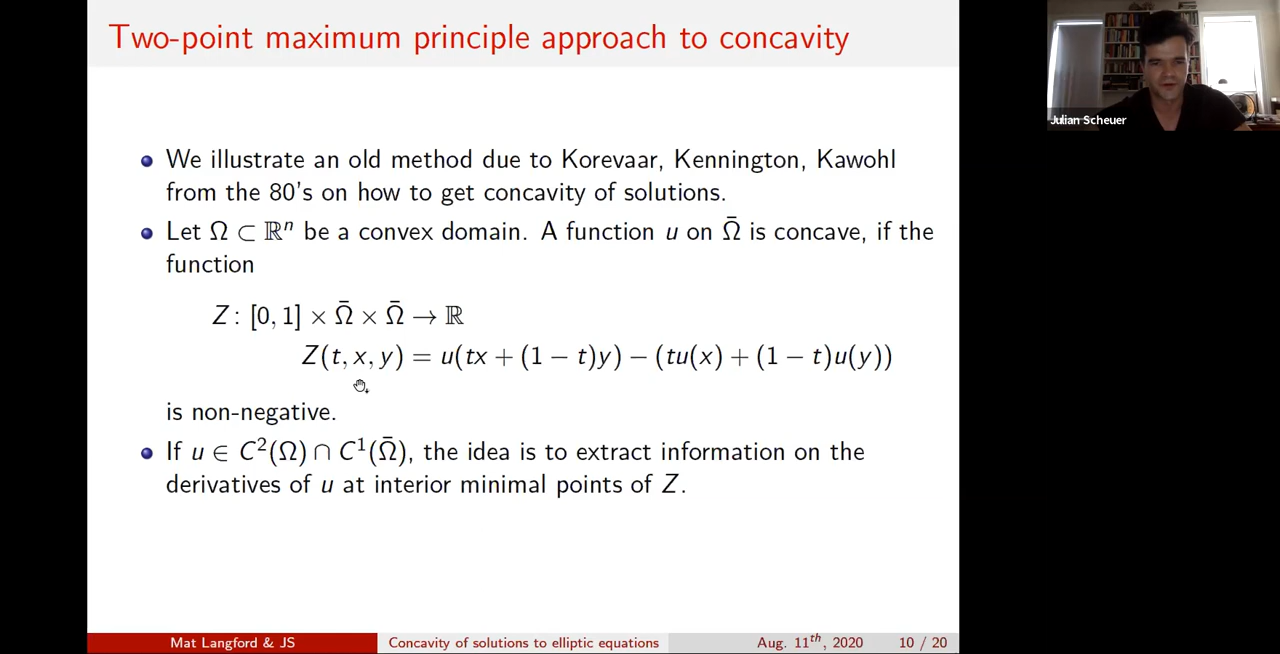 Two-point maximum principle approach to concavity
Julian Scheuer
We illustrate an old method due to Korevaar, Kennington, Kawohl
from the 80's on how to get concavity of solutions.
Let Ω ⊂ ℝⁿ be a convex domain. A function u on Ω̄ is concave, if the
function
Z: [0, 1] × Ω̄ × Ω̄ → ℝ
Z(t, x, y) = u(tx + (1 − t)y) − (tu(x) + (1 − t)u(y))
is non-negative.
If u ∈ C²(Ω) ∩ C¹(Ω̄), the idea is to extract information on the
derivatives of u at interior minimal points of Z.
Mat Langford & JS Concavity of solutions to elliptic equations Aug. 11ᵗʰ, 2020 10 / 20